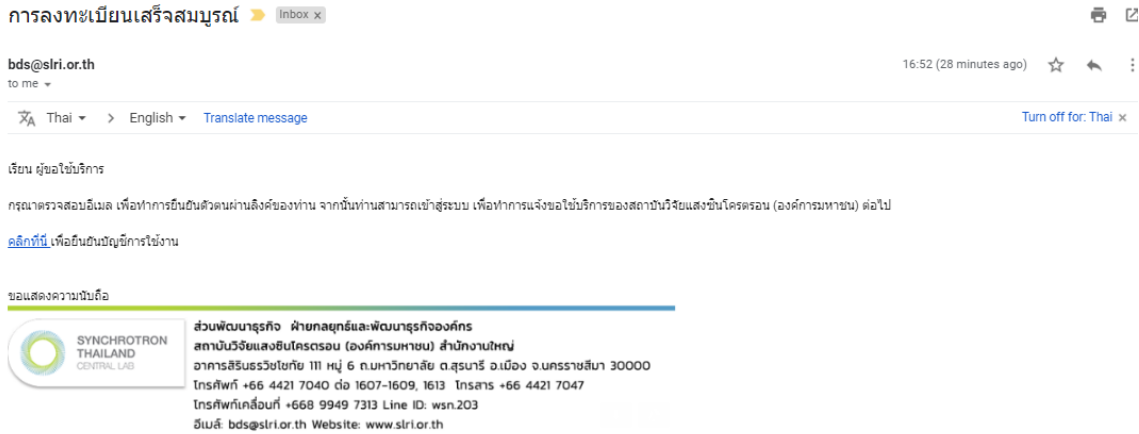 การลงทะเบียนเสร็จสมบูรณ์ Inbox x
bds@slri.or.th
16:52 (28 minutes ago)
to me
Thai > English Translate message Turn off for: Thai x
เรียน ผู้ขอใช้บริการ
กรุณาตรวจสอบอีเมล เพื่อทำการยืนยันตัวตนผ่านลิงค์ของท่าน จากนั้นท่านสามารถเข้าสู่ระบบ เพื่อทำการแจ้งขอใช้บริการของสถาบันวิจัยแสงซินโครตรอน (องค์การมหาชน) ต่อไป
คลิกที่นี่ เพื่อยืนยันบัญชีการใช้งาน
ขอแสดงความนับถือ
SYNCHROTRON
THAILAND
CENTRAL LAB
ส่วนพัฒนาธุรกิจ ฝ่ายกลยุทธ์และพัฒนาธุรกิจองค์กร
สถาบันวิจัยแสงซินโครตรอน (องค์การมหาชน) สำนักงานใหญ่
อาคารสิรินธรวิชโชทัย 111 หมู่ 6 ถ.มหาวิทยาลัย ต.สุรนารี อ.เมือง จ.นครราชสีมา 30000
โทรศัพท์ +66 4421 7040 ต่อ 1607-1609, 1613 โทรสาร +66 4421 7047
โทรศัพท์เคลื่อนที่ +668 9949 7313 Line ID: wsn.203
อีเมล์: bds@slri.or.th Website: www.slri.or.th